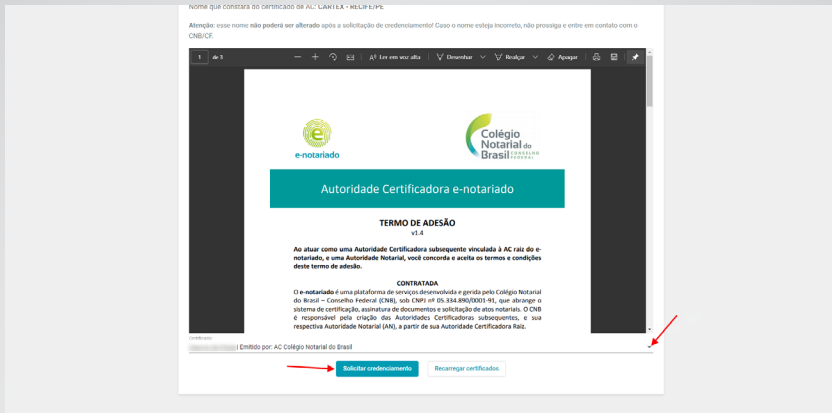 Nome que constará do certificado de AC: CARTEX - RECIFE/PE
Atenção: esse nome não poderá ser alterado após a solicitação de credenciamento! Caso o nome esteja incorreto, não prossiga e entre em contato com o
CNB/CF.
1 de 3 Ler em voz alta Desenhar Realçar Apagar
e-notariado
Colégio
Notarial do
Brasil CONSELHO
FEDERAL
Autoridade Certificadora e-notariado
TERMO DE ADESÃO
v1.4
Ao atuar como uma Autoridade Certificadora subsequente vinculada à AC raiz do e-
notariado, e uma Autoridade Notarial, você concorda e aceita os termos e condições
deste termo de adesão.
CONTRATADA
O e-notariado é uma plataforma de serviços desenvolvida e gerida pelo Colégio Notarial
do Brasil – Conselho Federal (CNB), sob CNPJ nº 05.334.890/0001-91, que abrange o
sistema de certificação, assinatura de documentos e solicitação de atos notariais. O CNB
é responsável pela criação das Autoridades Certificadoras subsequentes, e sua
respectiva Autoridade Notarial (AN), a partir de sua Autoridade Certificadora Raiz.
Certificado
| Emitido por: AC Colégio Notarial do Brasil
Solicitar credenciamento
Recarregar certificados